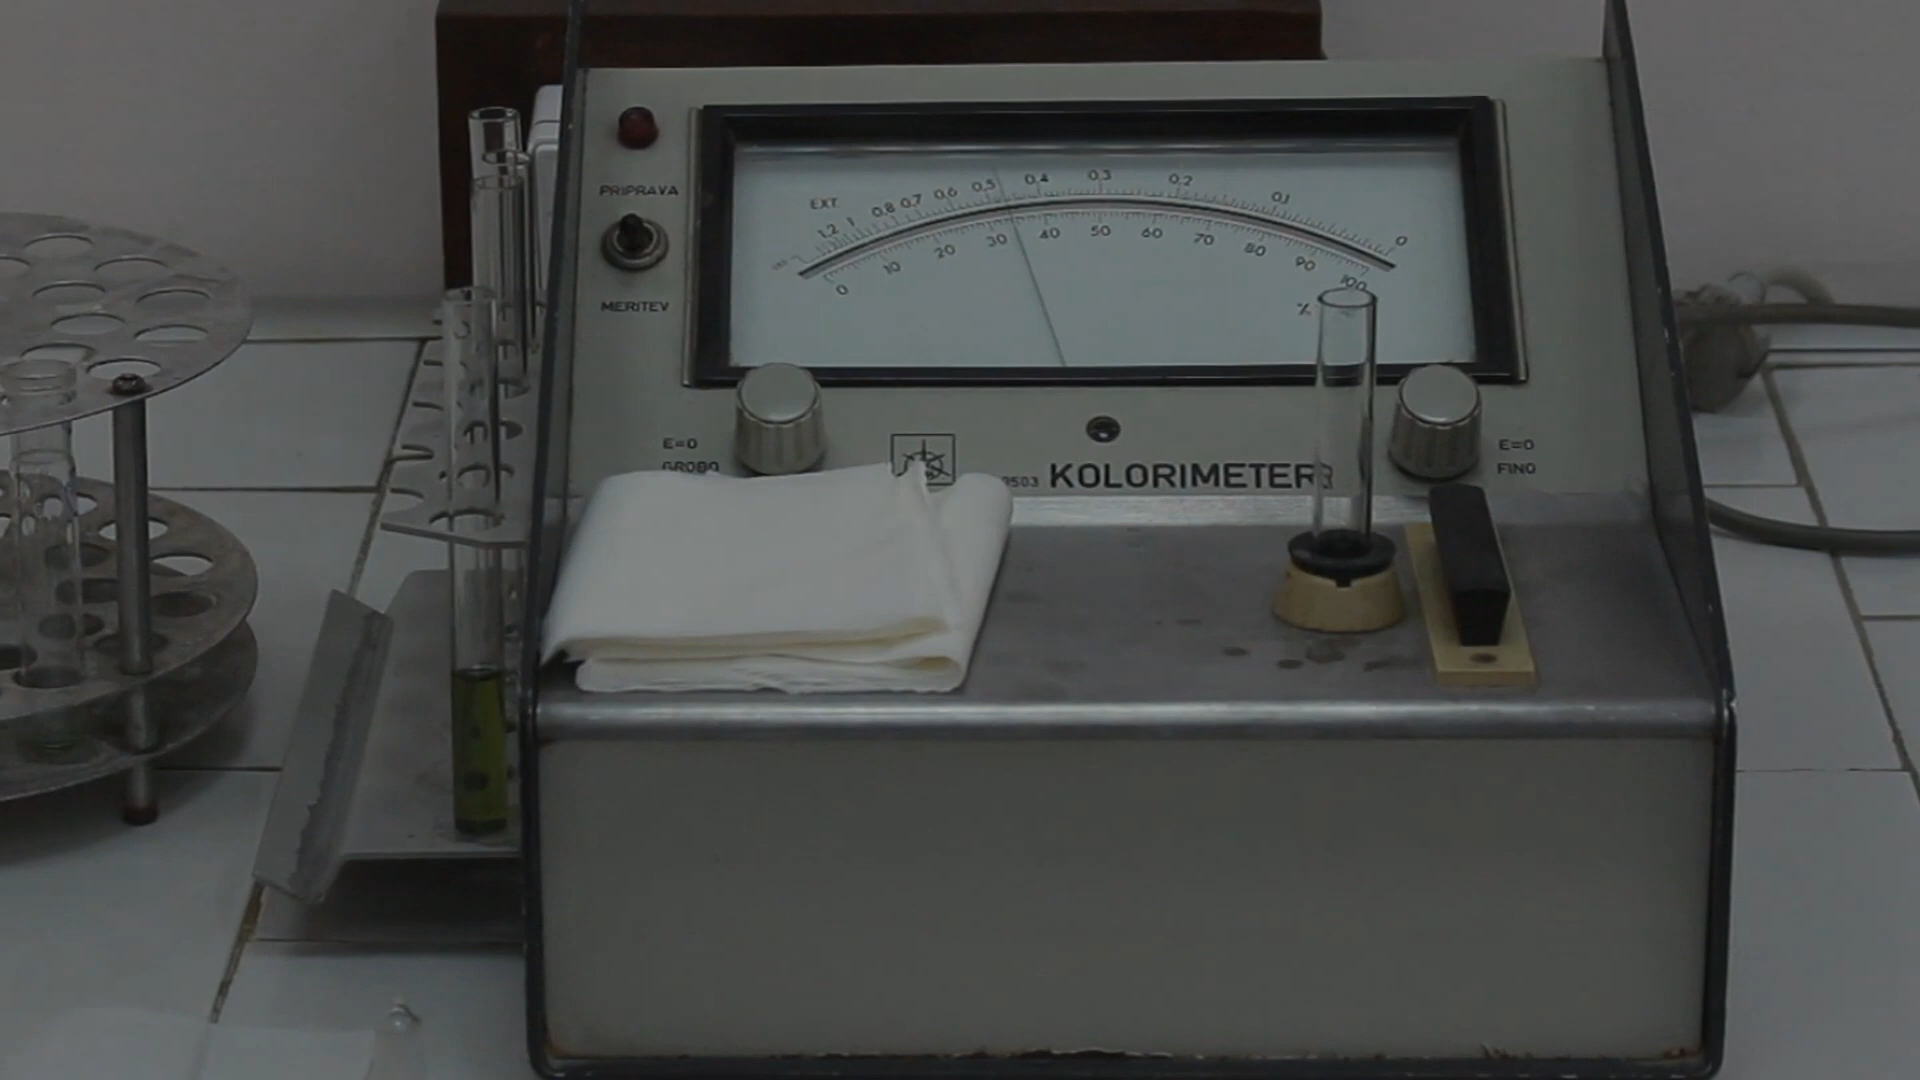 PRIPRAVA
MERITEV
EXT.
1.2 1 0.8 0.7 0.6 0.5 0.4 0.3 0.2 0.1 0
0 10 20 30 40 50 60 70 80 90 100
%
E=0
GROBO
KOLORIMETER
E=0
FINO